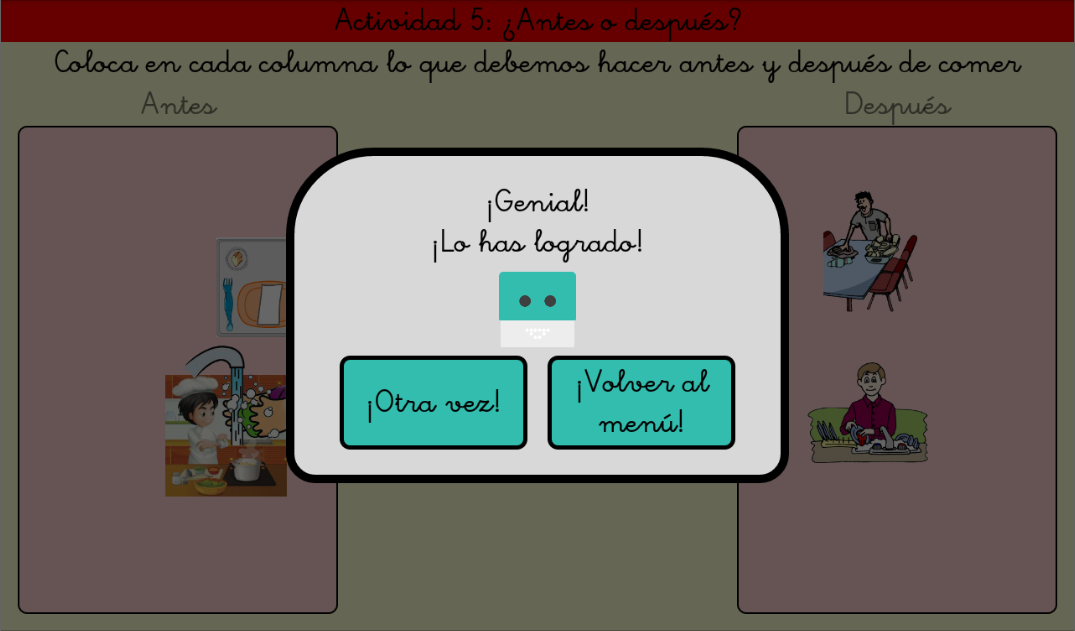 Actividad 5: ¿Antes o después?
Coloca en cada columna lo que debemos hacer antes y después de comer
Antes
Después
¡Genial!
¡Lo has logrado!
¡Otra vez!
¡Volver al
menú!